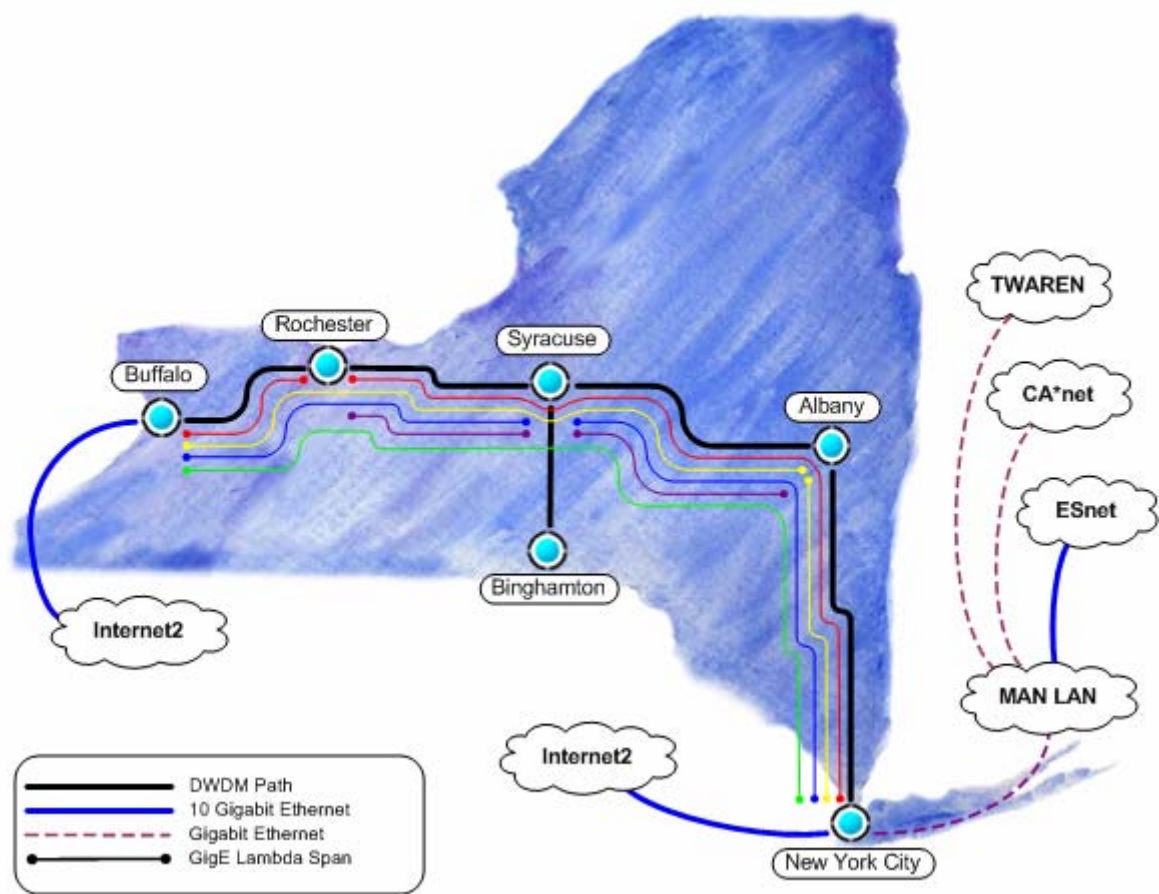 TWAREN
Rochester
Syracuse
Buffalo
CA*net
Albany
ESnet
Binghamton
Internet2
MAN LAN
Internet2
DWDM Path
10 Gigabit Ethernet
Gigabit Ethernet
GigE Lambda Span
New York City